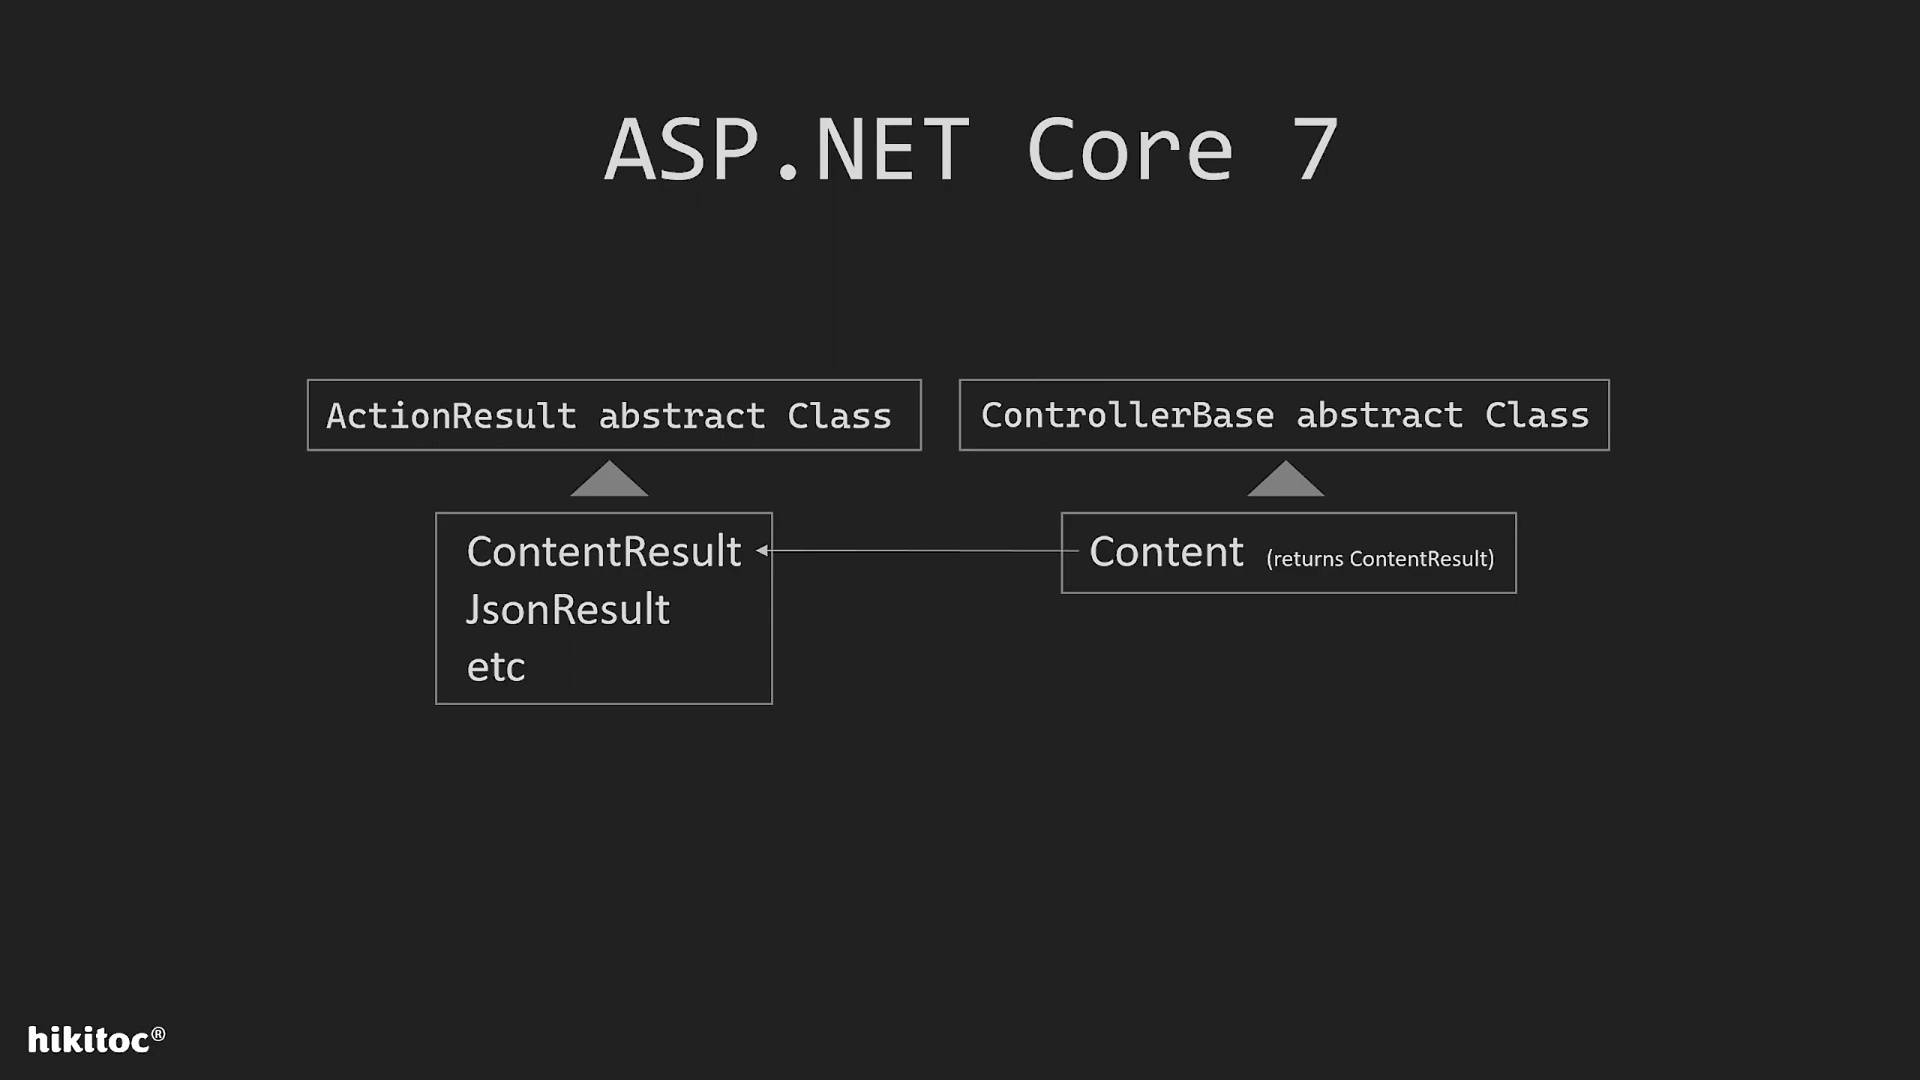 ASP.NET Core 7
ActionResult abstract Class
ControllerBase abstract Class
ContentResult
JsonResult
etc
Content (returns ContentResult)
hikitoc®